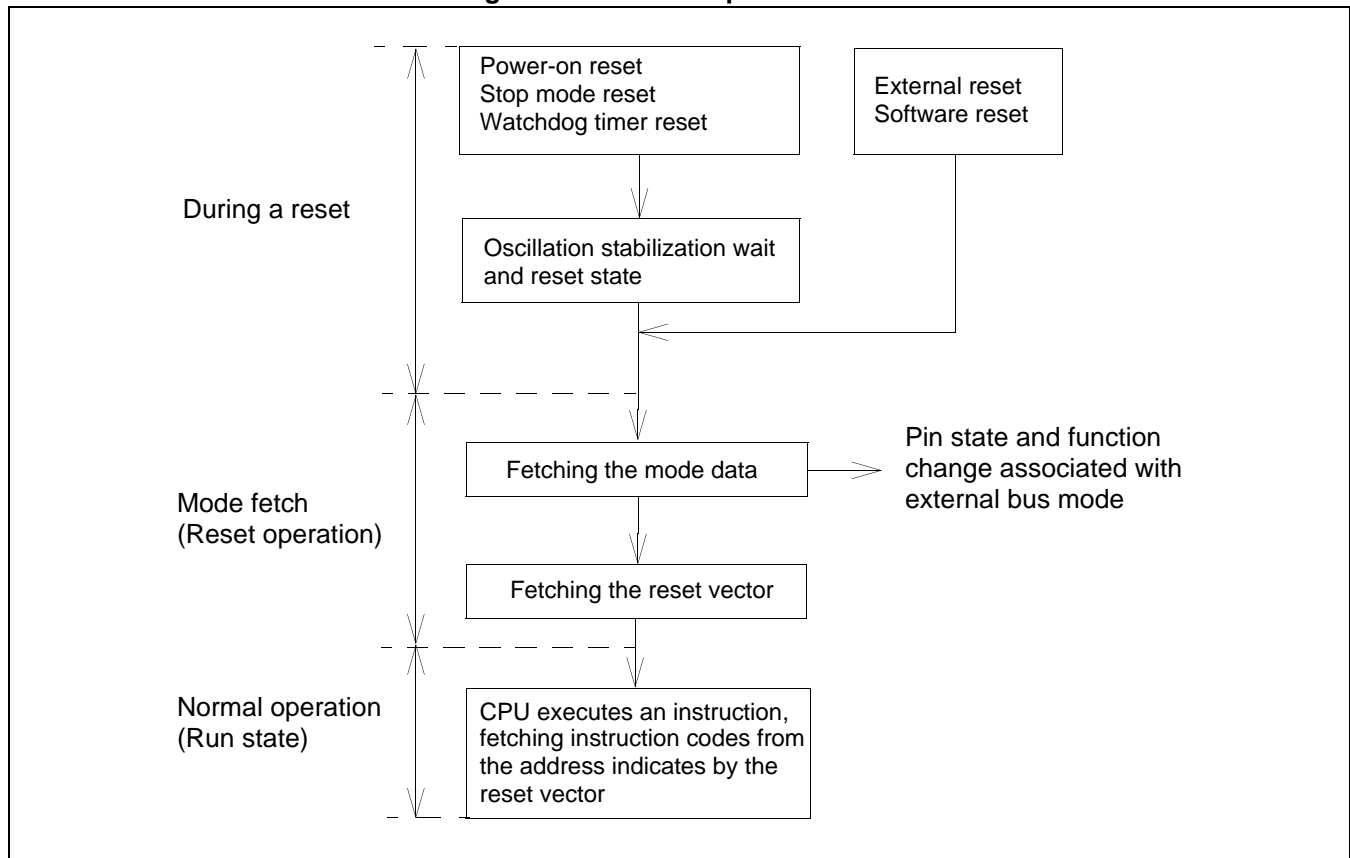 Power-on reset
Stop mode reset
Watchdog timer reset
External reset
Software reset
During a reset
Oscillation stabilization wait
and reset state
Mode fetch
(Reset operation)
Fetching the mode data
Pin state and function
change associated with
external bus mode
Fetching the reset vector
Normal operation
(Run state)
CPU executes an instruction,
fetching instruction codes from
the address indicates by the
reset vector